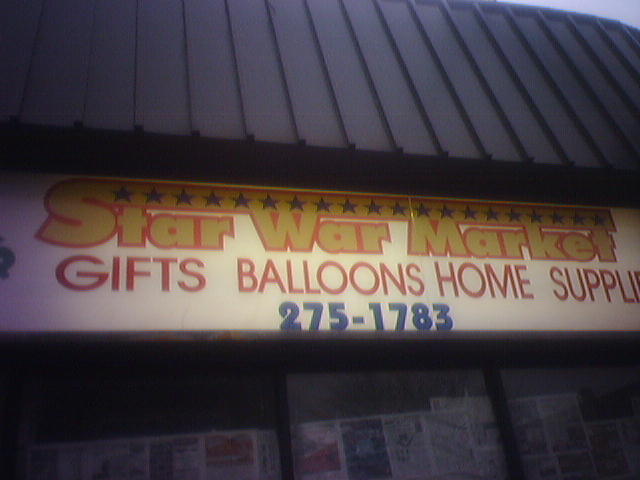 Star War Market
GIFTS BALLOONS HOME SUPPLI
275-1783